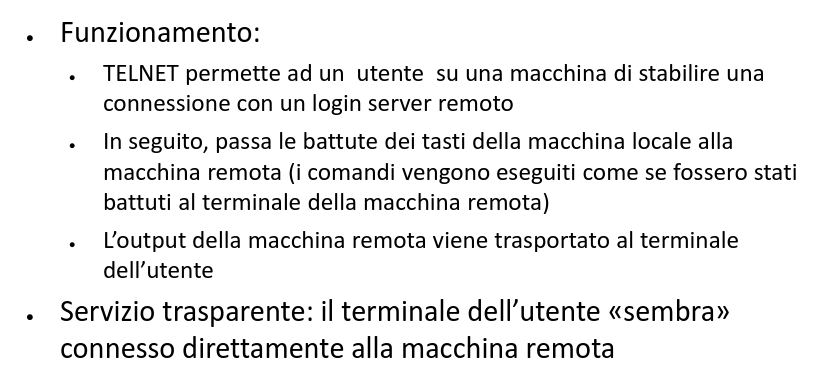 • Funzionamento:
• TELNET permette ad un  utente  su una macchina di stabilire una
connessione con un login server remoto
• In seguito, passa le battute dei tasti della macchina locale alla
macchina remota (i comandi vengono eseguiti come se fossero stati
battuti al terminale della macchina remota)
• L’output della macchina remota viene trasportato al terminale
dell’utente
• Servizio trasparente: il terminale dell’utente «sembra»
connesso direttamente alla macchina remota